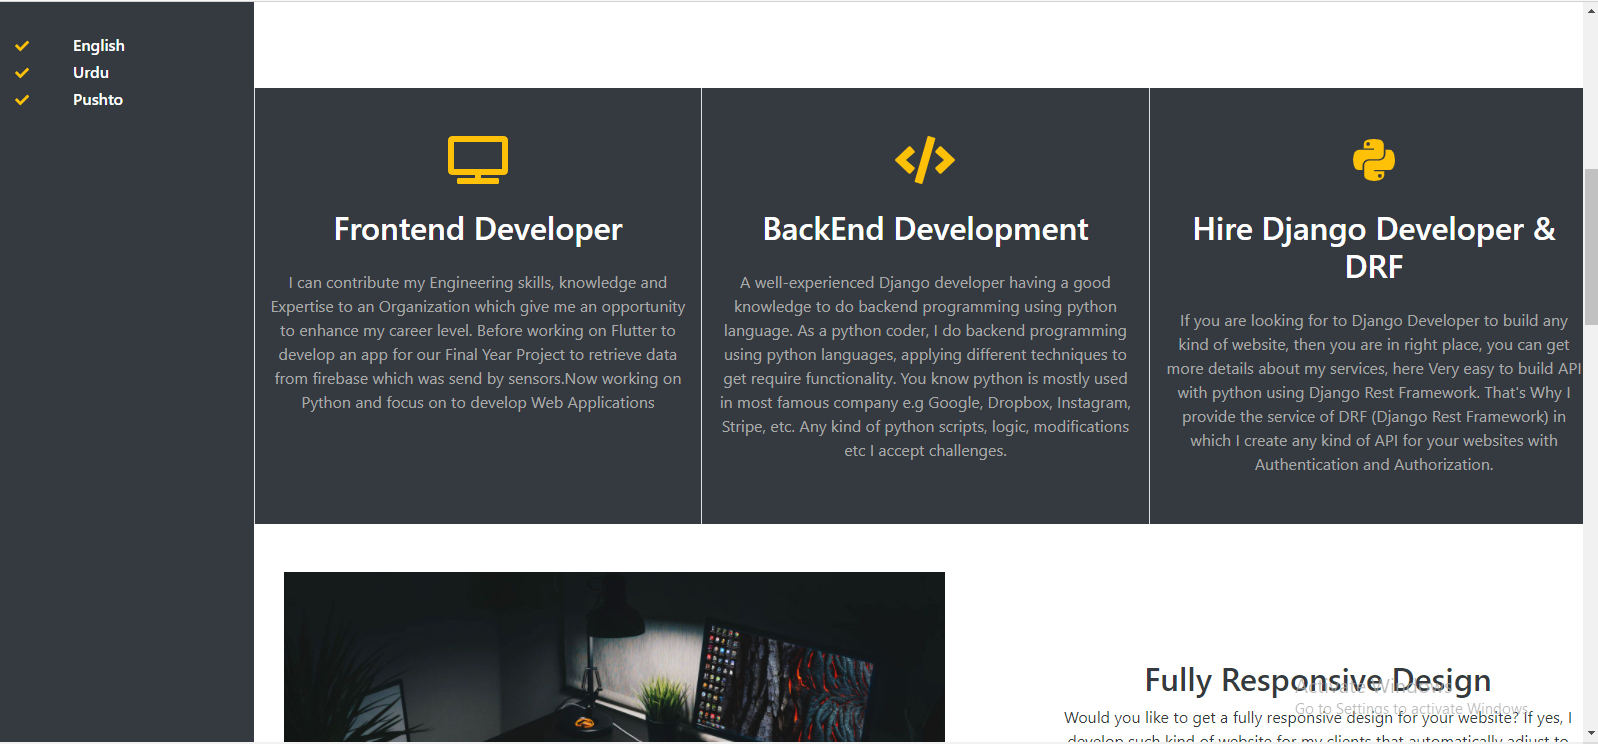 English
Urdu
Pushto
Frontend Developer
I can contribute my Engineering skills, knowledge and
Expertise to an Organization which give me an opportunity
to enhance my career level. Before working on Flutter to
develop an app for our Final Year Project to retrieve data
from firebase which was send by sensors.Now working on
Python and focus on to develop Web Applications
BackEnd Development
A well-experienced Django developer having a good
knowledge to do backend programming using python
language. As a python coder, I do backend programming
using python languages, applying different techniques to
get require functionality. You know python is mostly used
in most famous company e.g Google, Dropbox, Instagram,
Stripe, etc. Any kind of python scripts, logic, modifications
etc I accept challenges.
Hire Django Developer &
DRF
If you are looking for to Django Developer to build any
kind of website, then you are in right place, you can get
more details about my services, here Very easy to build API
with python using Django Rest Framework. That's Why I
provide the service of DRF (Django Rest Framework) in
which I create any kind of API for your websites with
Authentication and Authorization.
Fully Responsive Design
Would you like to get a fully responsive design for your website? If yes, I
develop such kind of website for my clients that automatically adjust to
Activate Windows
Go to Settings to activate Windows.